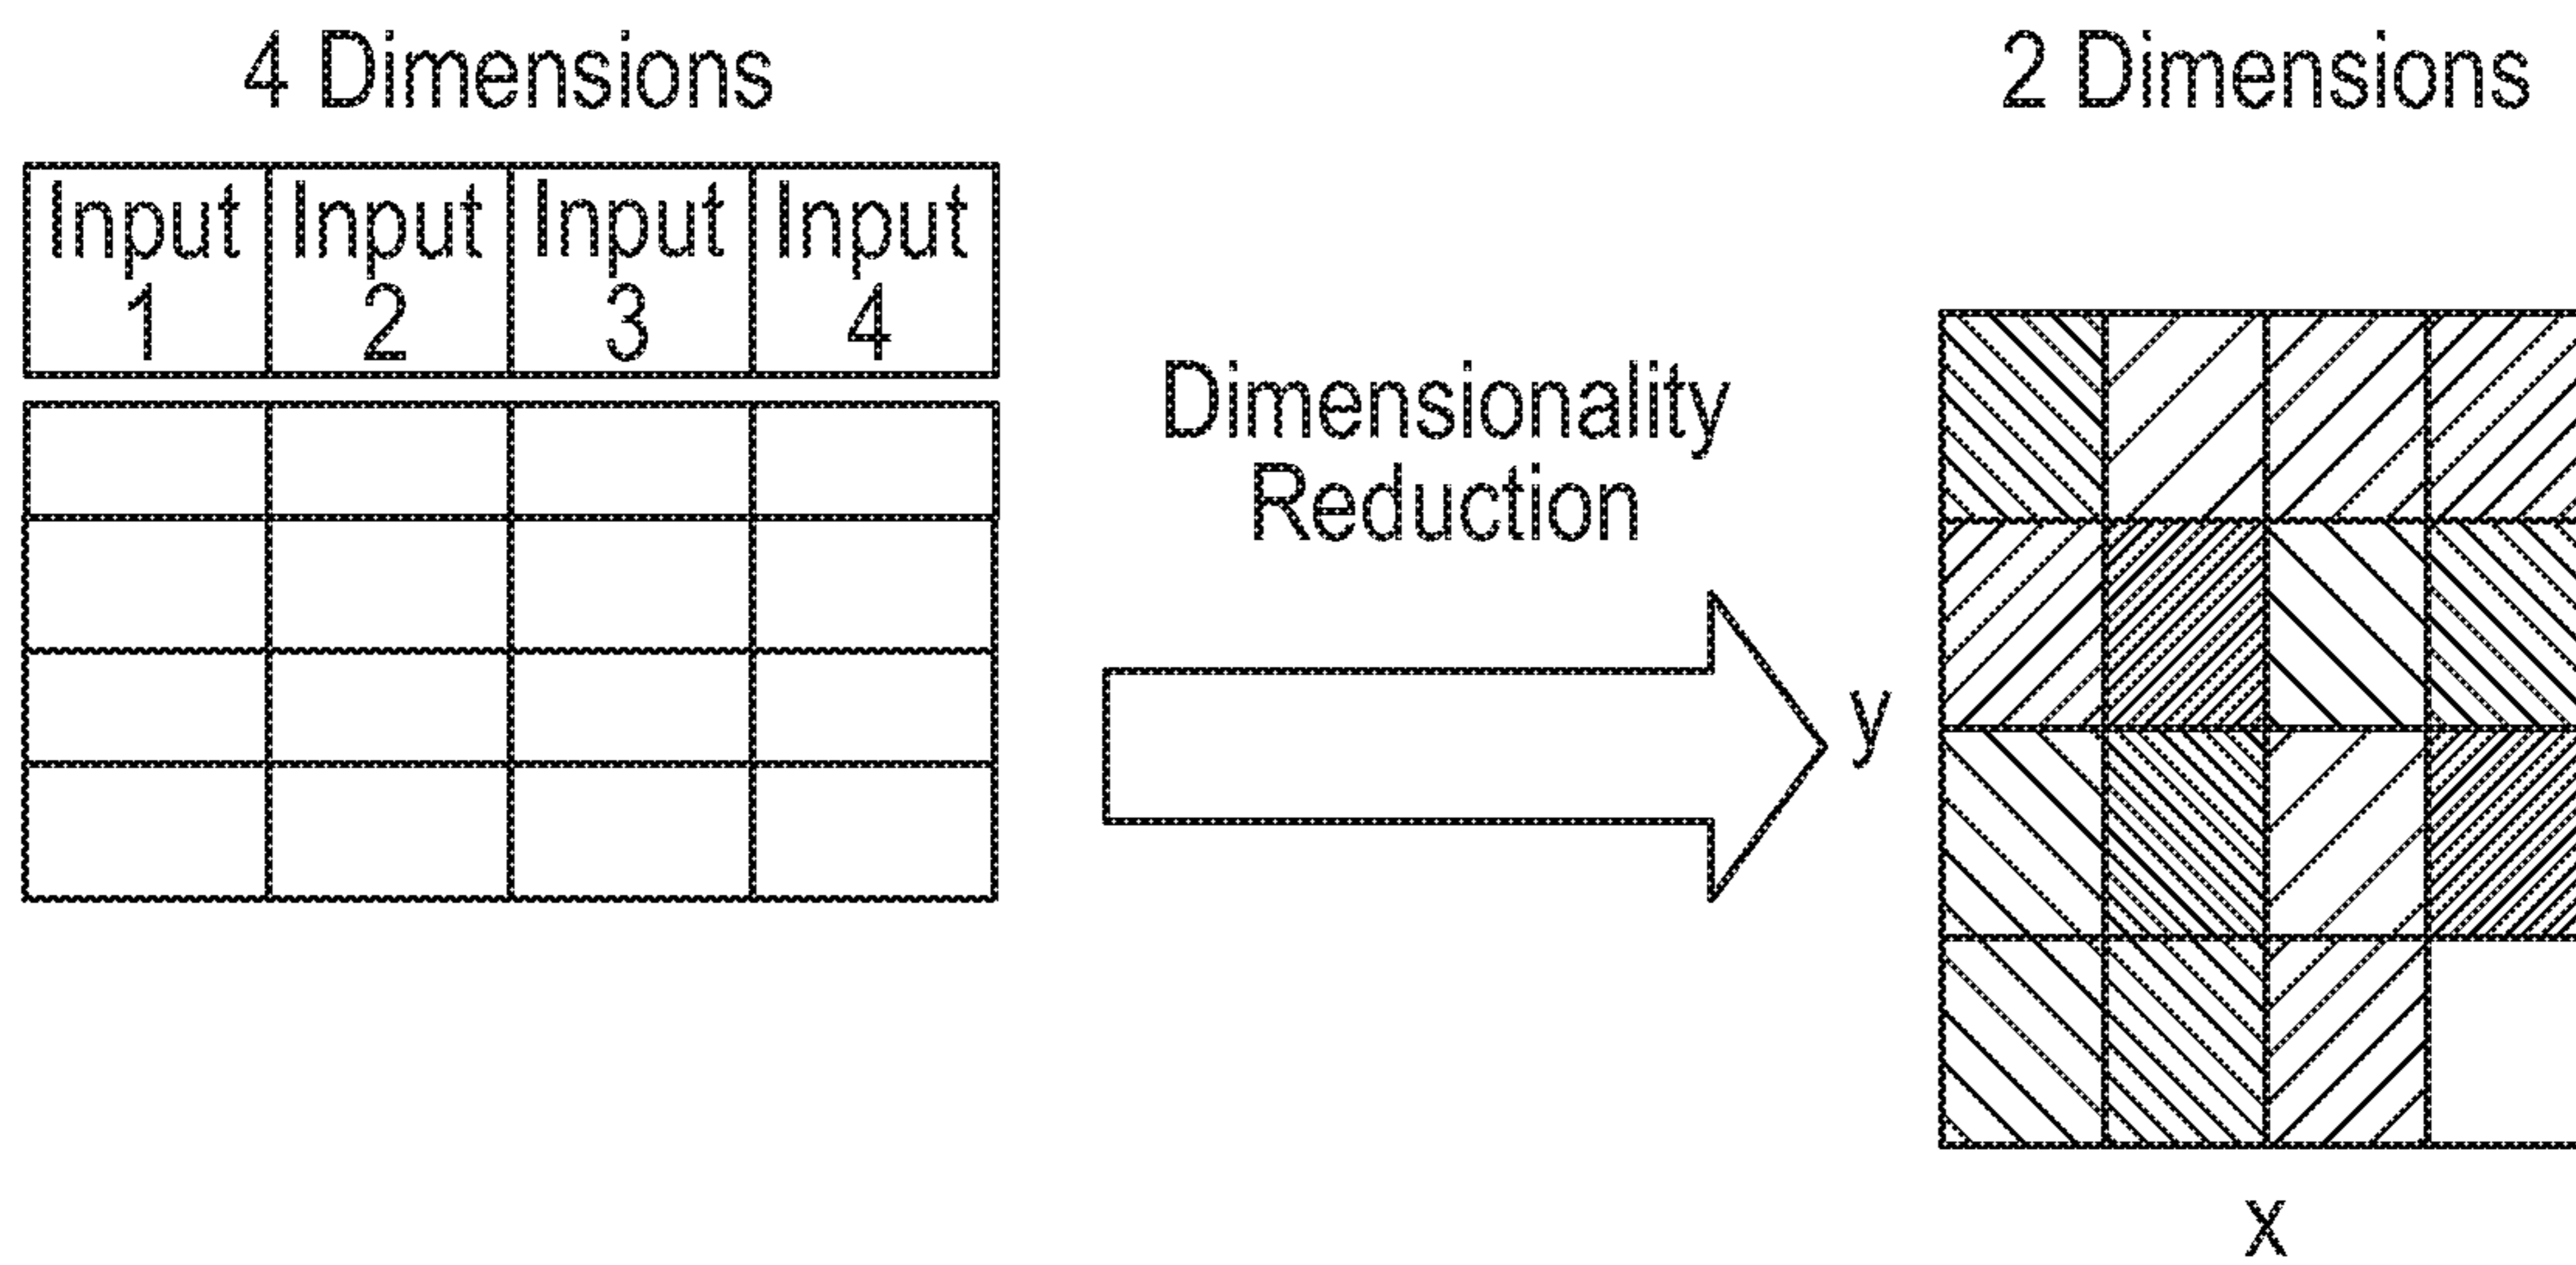 4 Dimensions
2 Dimensions
Input Input Input Input
1 2 3 4
Dimensionality
Reduction
y
x